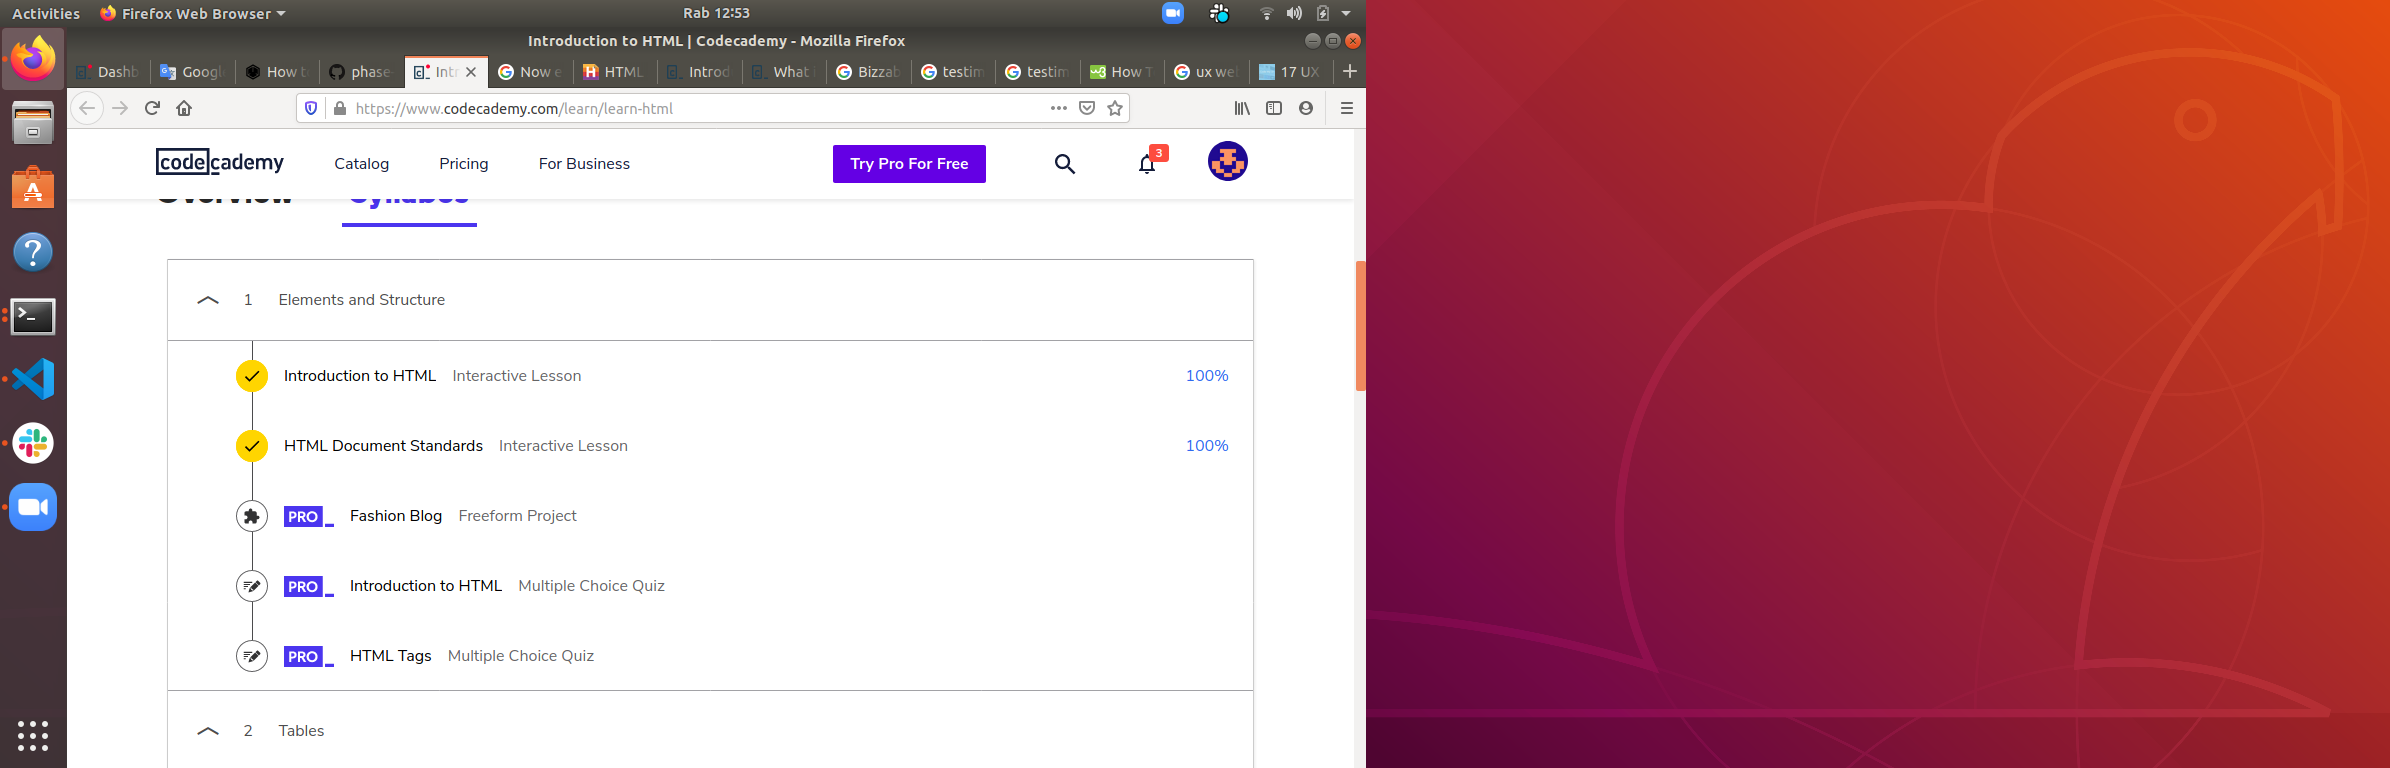 Activities Firefox Web Browser Rab 12:53
Introduction to HTML | Codecademy - Mozilla Firefox
Dashb Googl How to phase- Intr Now e HTML Introd What i Bizzab testim testim How T ux we 17 UX
https://www.codecademy.com/learn/learn-html
codecademy Catalog Pricing For Business Try Pro For Free 3
Overview Syllabus
1 Elements and Structure
Introduction to HTML Interactive Lesson 100%
HTML Document Standards Interactive Lesson 100%
PRO Fashion Blog Freeform Project
PRO Introduction to HTML Multiple Choice Quiz
PRO HTML Tags Multiple Choice Quiz
2 Tables